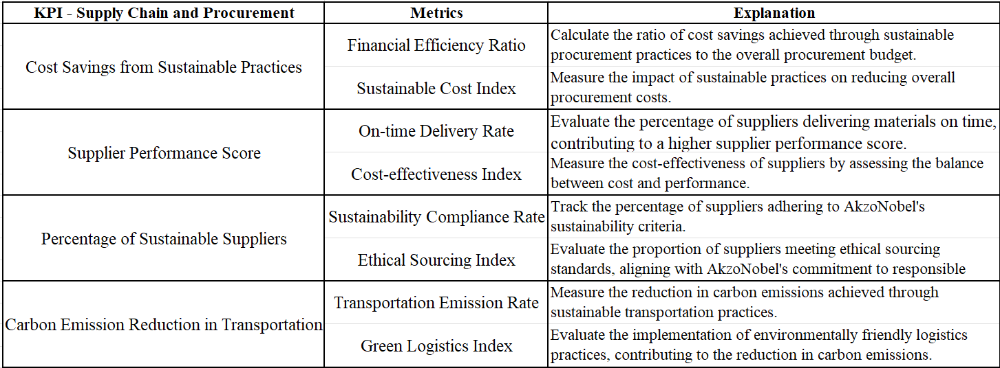 KPI - Supply Chain and Procurement Metrics Explanation
Cost Savings from Sustainable Practices
Financial Efficiency Ratio
Calculate the ratio of cost savings achieved through sustainable
procurement practices to the overall procurement budget.
Sustainable Cost Index
Measure the impact of sustainable practices on reducing overall
procurement costs.
Supplier Performance Score
On-time Delivery Rate
Evaluate the percentage of suppliers delivering materials on time,
contributing to a higher supplier performance score.
Cost-effectiveness Index
Measure the cost-effectiveness of suppliers by assessing the balance
between cost and performance.
Percentage of Sustainable Suppliers
Sustainability Compliance Rate
Track the percentage of suppliers adhering to AkzoNobel's
sustainability criteria.
Ethical Sourcing Index
Evaluate the proportion of suppliers meeting ethical sourcing
standards, aligning with AkzoNobel's commitment to responsible
Carbon Emission Reduction in Transportation
Transportation Emission Rate
Measure the reduction in carbon emissions achieved through
sustainable transportation practices.
Green Logistics Index
Evaluate the implementation of environmentally friendly logistics
practices, contributing to the reduction in carbon emissions.